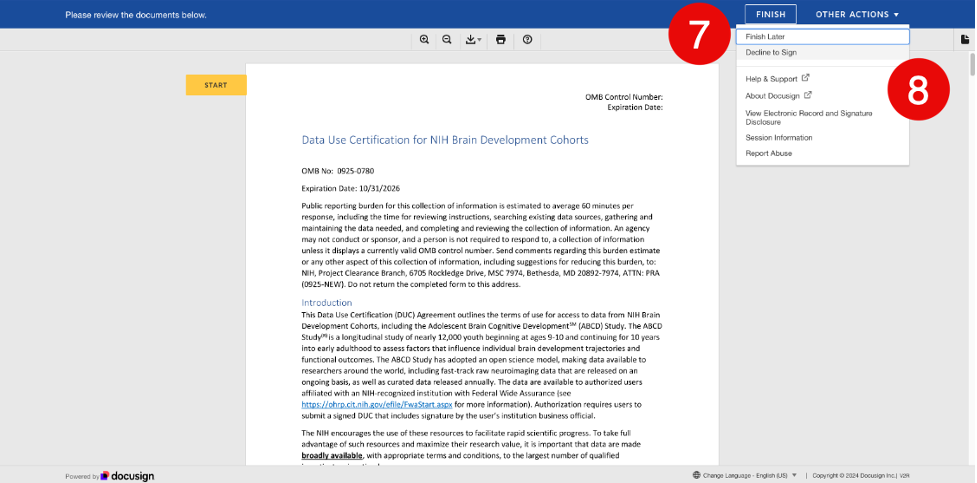 Please review the documents below.
FINISH
OTHER ACTIONS
7
Finish Later
Decline to Sign
Help & Support
About Docusign
View Electronic Record and Signature
Disclosure
Session Information
Report Abuse
8
START
OMB Control Number:
Expiration Date:
Data Use Certification for NIH Brain Development Cohorts
OMB No: 0925-0780
Expiration Date: 10/31/2026
Public reporting burden for this collection of information is estimated to average 60 minutes per
response, including the time for reviewing instructions, searching existing data sources, gathering and
maintaining the data needed, and completing and reviewing the collection of information. An agency
may not conduct or sponsor, and a person is not required to respond to, a collection of information
unless it displays a currently valid OMB control number. Send comments regarding this burden estimate
or any other aspect of this collection of information, including suggestions for reducing this burden, to:
NIH, Project Clearance Branch, 6705 Rockledge Drive, MSC 7974, Bethesda, MD 20892-7974, ATTN: PRA
(0925-NEW). Do not return the completed form to this address.
Introduction
This Data Use Certification (DUC) Agreement outlines the terms of use for access to data from NIH Brain
Development Cohorts, including the Adolescent Brain Cognitive Development℠ (ABCD) Study. The ABCD
Study⁽ᴿ⁾ is a longitudinal study of nearly 12,000 youth beginning at ages 9-10 and continuing for 10 years
into early adulthood to assess factors that influence individual brain development trajectories and
functional outcomes. The ABCD Study has adopted an open science model, making data available to
researchers around the world, including fast-track raw neuroimaging data that are released on an
ongoing basis, as well as curated data released annually. The data are available to authorized users
affiliated with an NIH-recognized institution with Federal Wide Assurance (see
https://ohrp.cit.nih.gov/efile/FwaStart.aspx for more information). Authorization requires users to
submit a signed DUC that includes signature by the user's institution business official.
The NIH encourages the use of these resources to facilitate rapid scientific progress. To take full
advantage of such resources and maximize their research value, it is important that data are made
broadly available, with appropriate terms and conditions, to the largest number of qualified
Powered by docusign
Change Language - English (US) | Copyright © 2024 Docusign Inc. | V2R